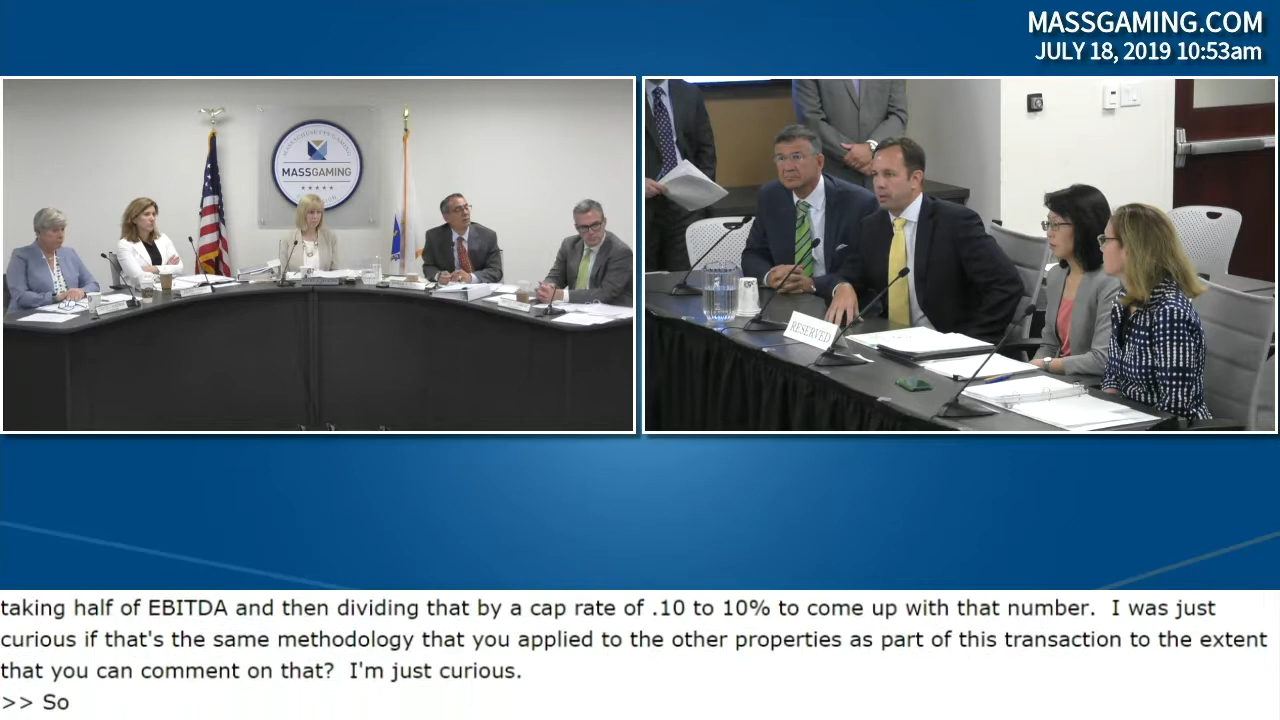 MASSGAMING.COM
JULY 18, 2019 10:53am
MASSGAMING
RESERVED
taking half of EBITDA and then dividing that by a cap rate of .10 to 10% to come up with that number.  I was just
curious if that's the same methodology that you applied to the other properties as part of this transaction to the extent
that you can comment on that?  I'm just curious.
>> So